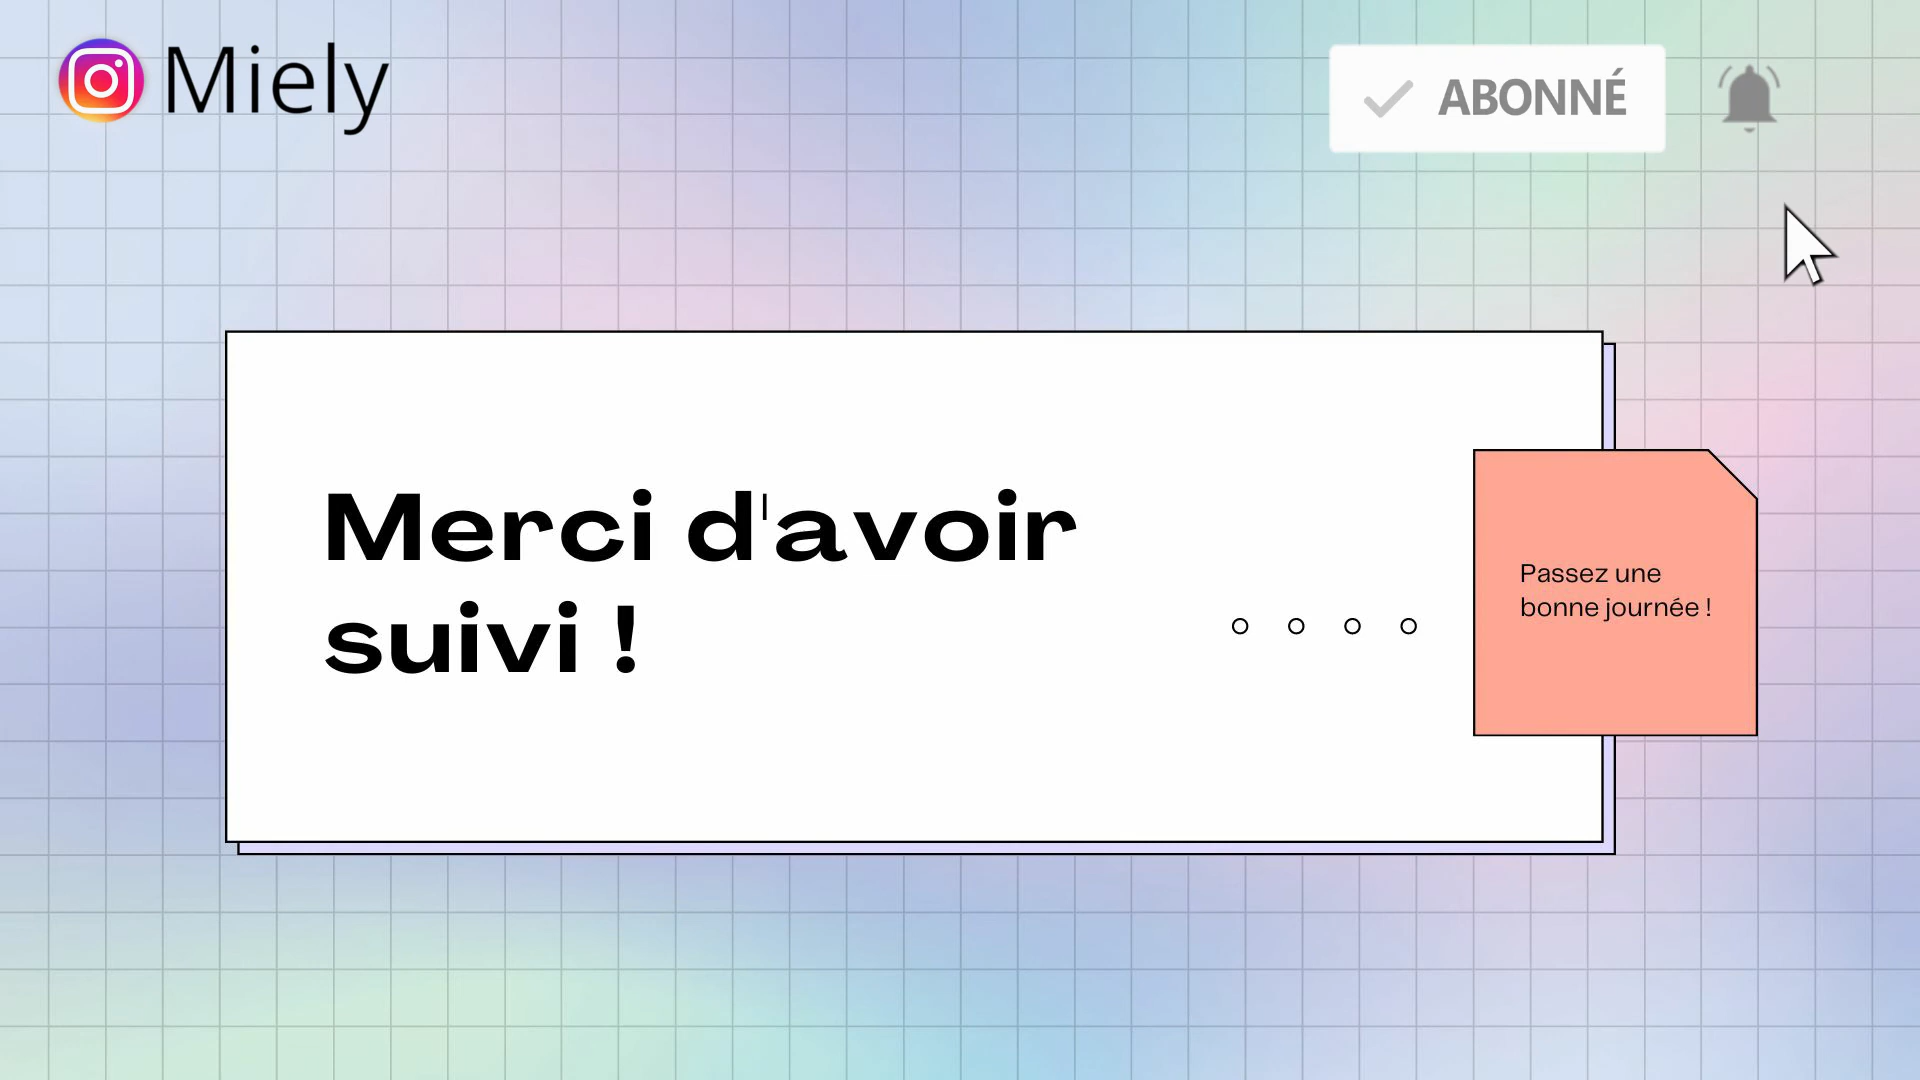 Miely
ABONNÉ
Merci d'avoir
suivi !
Passez une
bonne journée !